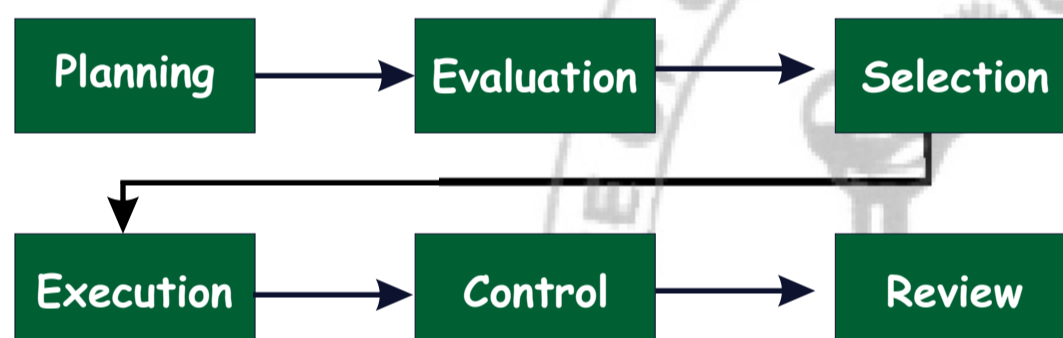 Planning
Evaluation
Selection
Execution
Control
Review